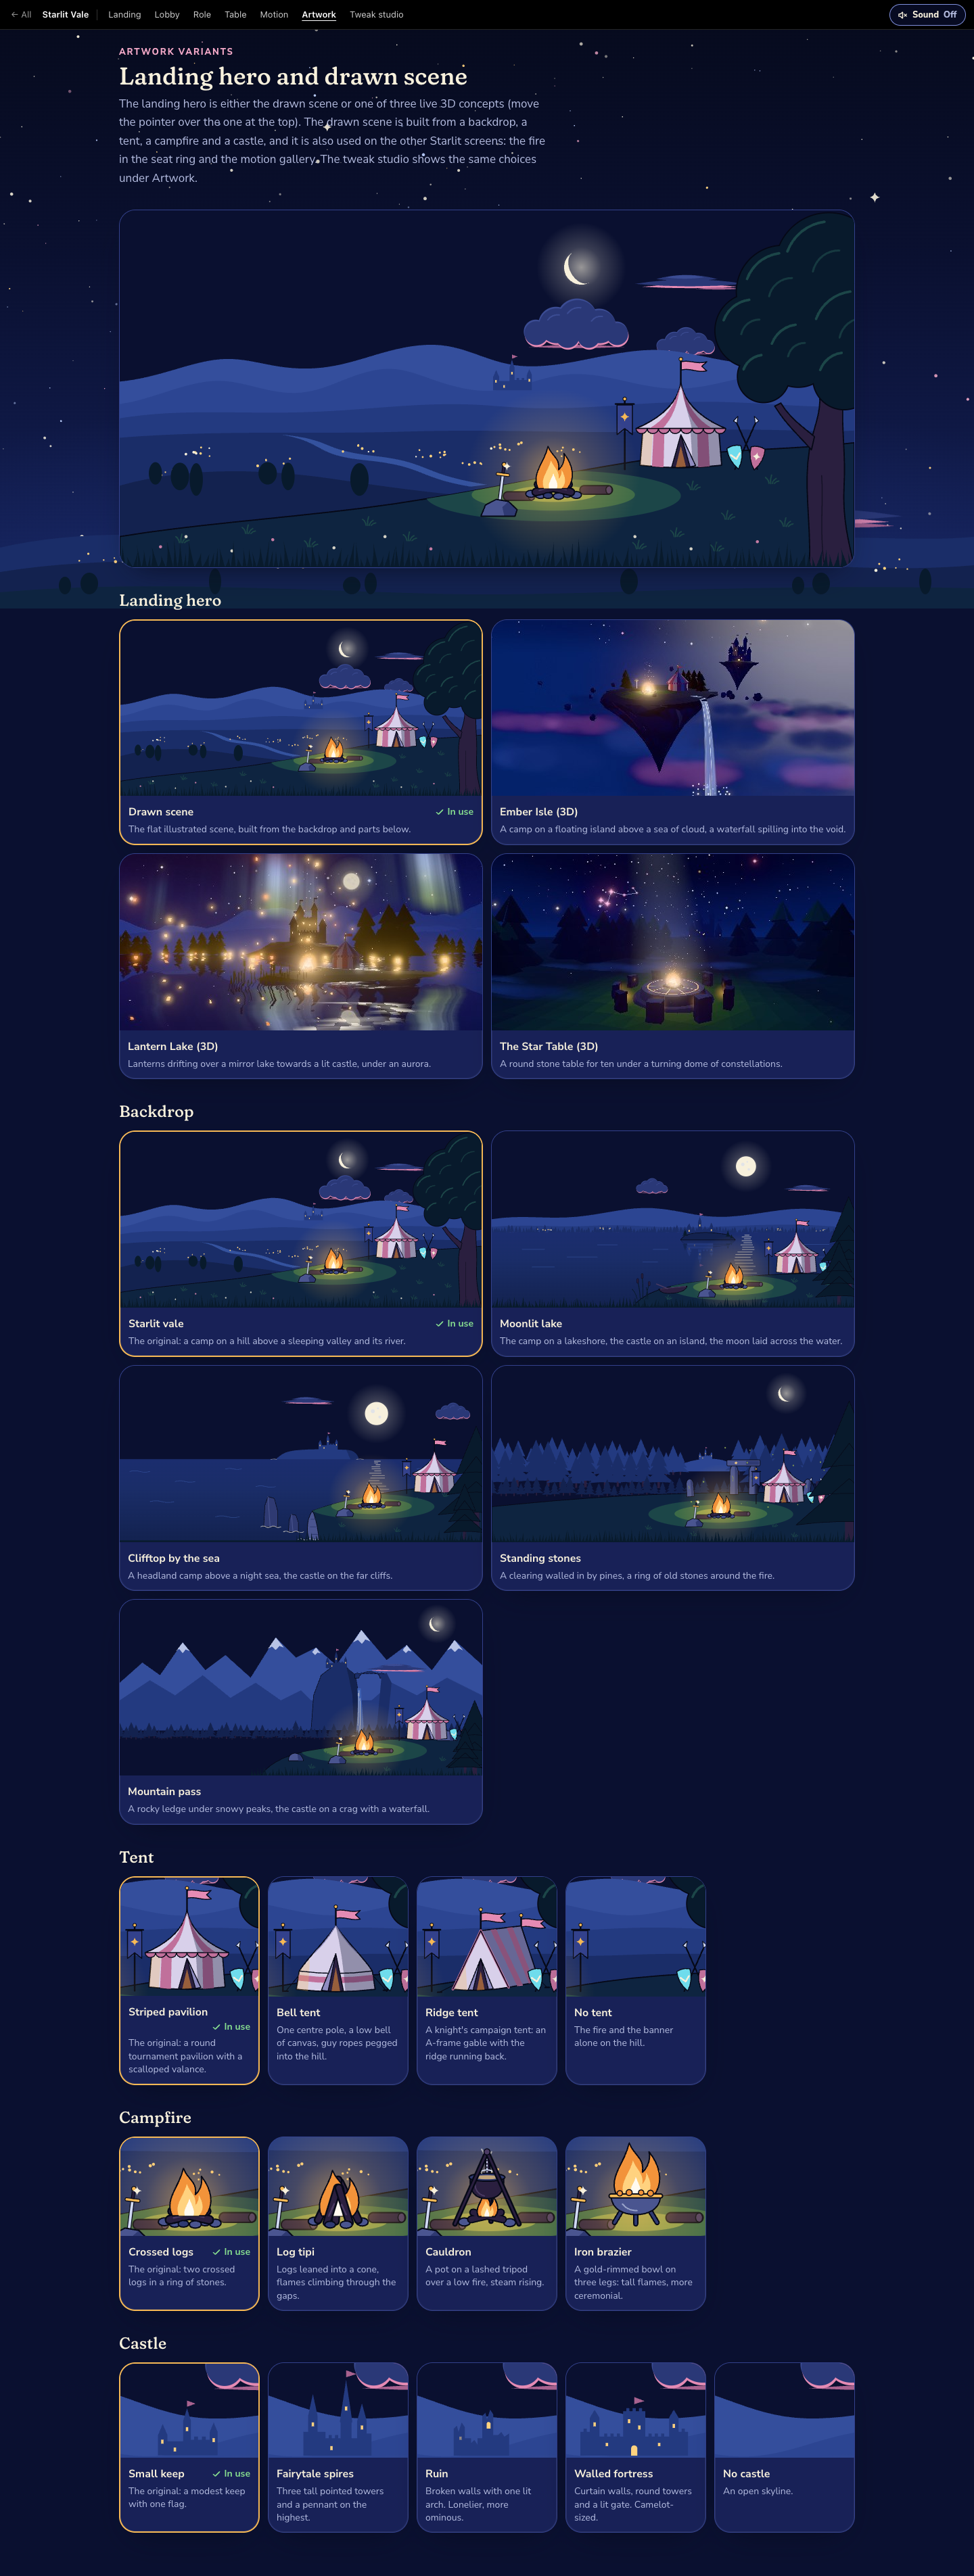 ← All Starlit Vale Landing Lobby Role Table Motion Artwork Tweak studio Sound Off
ARTWORK VARIANTS
Landing hero and drawn scene
The landing hero is either the drawn scene or one of three live 3D concepts (move
the pointer over the one at the top). The drawn scene is built from a backdrop, a
tent, a campfire and a castle, and it is also used on the other Starlit screens: the fire
in the seat ring and the motion gallery. The tweak studio shows the same choices
under Artwork.
Landing hero
Drawn scene
In use
The flat illustrated scene, built from the backdrop and parts below.
Ember Isle (3D)
A camp on a floating island above a sea of cloud, a waterfall spilling into the void.
Lantern Lake (3D)
Lanterns drifting over a mirror lake towards a lit castle, under an aurora.
The Star Table (3D)
A round stone table for ten under a turning dome of constellations.
Backdrop
Starlit vale
In use
The original: a camp on a hill above a sleeping valley and its river.
Moonlit lake
The camp on a lakeshore, the castle on an island, the moon laid across the water.
Clifftop by the sea
A headland camp above a night sea, the castle on the far cliffs.
Standing stones
A clearing walled in by pines, a ring of old stones around the fire.
Mountain pass
A rocky ledge under snowy peaks, the castle on a crag with a waterfall.
Tent
Striped pavilion
In use
The original: a round
tournament pavilion with a
scalloped valance.
Bell tent
One centre pole, a low bell
of canvas, guy ropes pegged
into the hill.
Ridge tent
A knight's campaign tent: an
A-frame gable with the
ridge running back.
No tent
The fire and the banner
alone on the hill.
Campfire
Crossed logs
In use
The original: two crossed
logs in a ring of stones.
Log tipi
Logs leaned into a cone,
flames climbing through the
gaps.
Cauldron
A pot on a lashed tripod
over a low fire, steam rising.
Iron brazier
A gold-rimmed bowl on
three legs: tall flames, more
ceremonial.
Castle
Small keep
In use
The original: a modest keep
with one flag.
Fairytale spires
Three tall pointed towers
and a pennant on the
highest.
Ruin
Broken walls with one lit
arch. Lonelier, more
ominous.
Walled fortress
Curtain walls, round towers
and a lit gate. Camelot-
sized.
No castle
An open skyline.